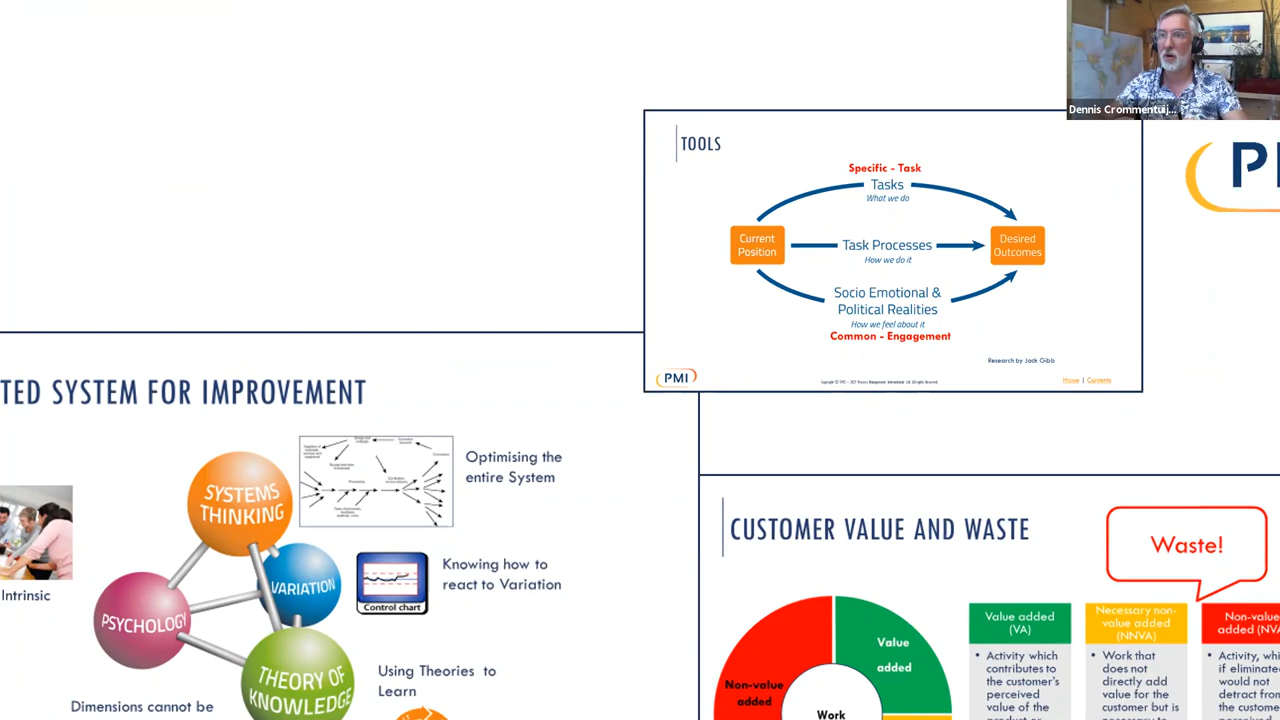 Dennis Crommentuij...
TOOLS
Specific - Task
Tasks
What we do
Current
Position
Task Processes
How we do it
Desired
Outcomes
Socio Emotional &
Political Realities
How we feel about it
Common - Engagement
Research by Jack Gibb
PMI
Home | Contents
TED SYSTEM FOR IMPROVEMENT
SYSTEMS
THINKING
Optimising the
entire System
VARIATION
Control chart
Knowing how to
react to Variation
Intrinsic
PSYCHOLOGY
THEORY OF
KNOWLEDGE
Using Theories to
Learn
Dimensions cannot be
CUSTOMER VALUE AND WASTE
Waste!
Value
added
Non-value
added
Work
Value added
(VA)
• Activity which
contributes to
the customer's
perceived
value of the
product or
Necessary non-
value added
(NNVA)
• Work that
does not
directly add
value for the
customer but is
necessary to
Non-value
added (NVA
• Activity, whi
if eliminate
would not
detract from
the custome